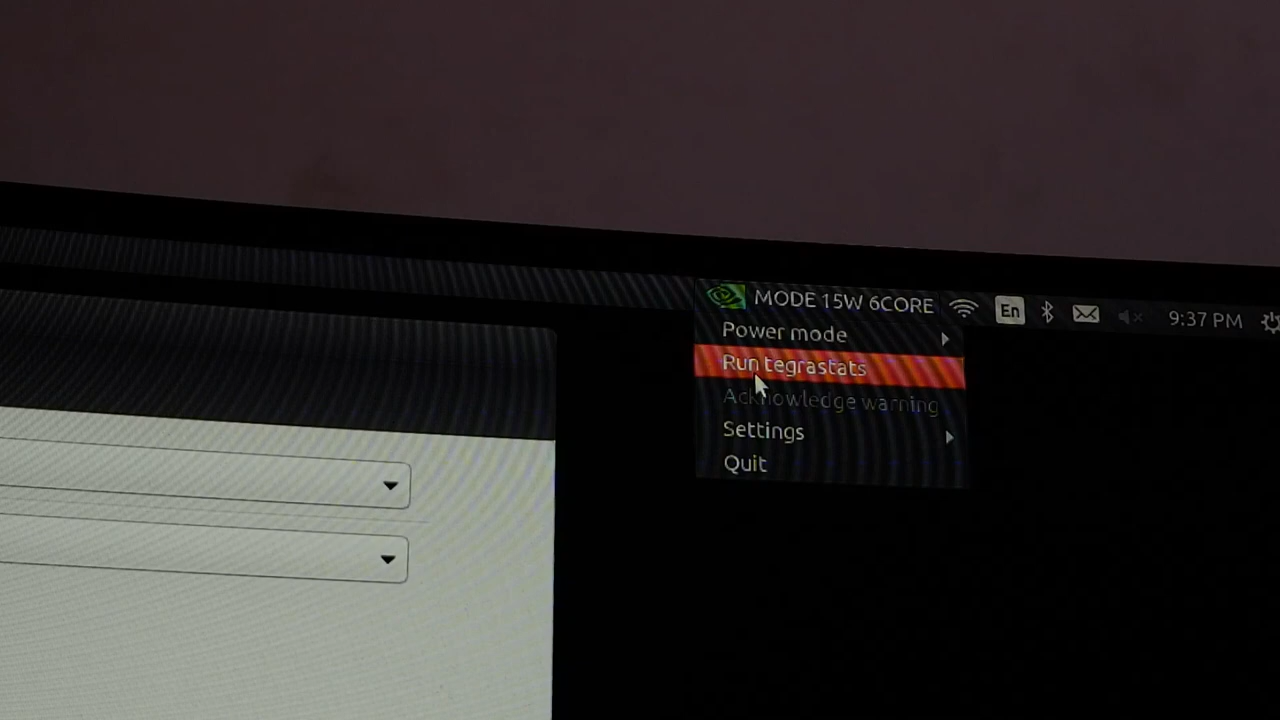 MODE 15W 6CORE En 9:37 PM
Power mode
Run tegrastats
Acknowledge warning
Settings
Quit